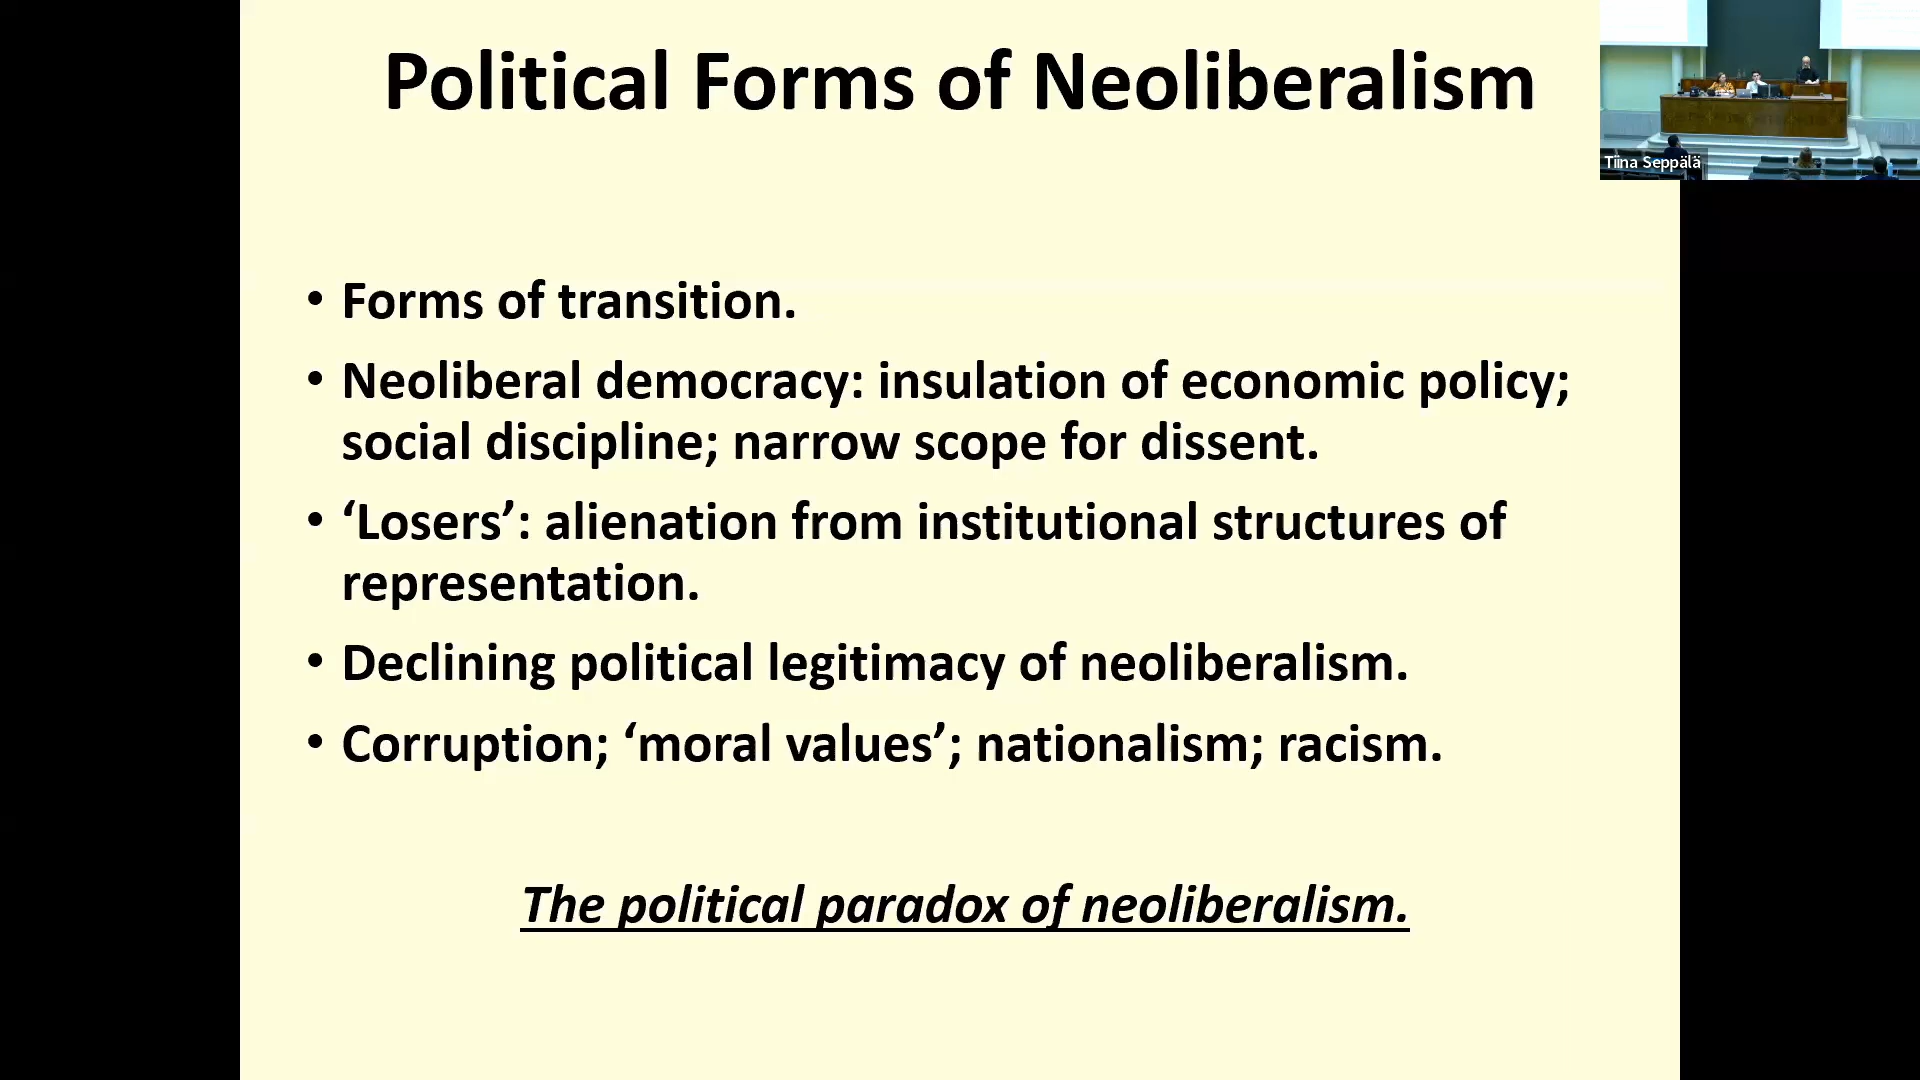 Political Forms of Neoliberalism
Tiina Seppälä
• Forms of transition.
• Neoliberal democracy: insulation of economic policy;
social discipline; narrow scope for dissent.
• ‘Losers’: alienation from institutional structures of
representation.
• Declining political legitimacy of neoliberalism.
• Corruption; ‘moral values’; nationalism; racism.
The political paradox of neoliberalism.